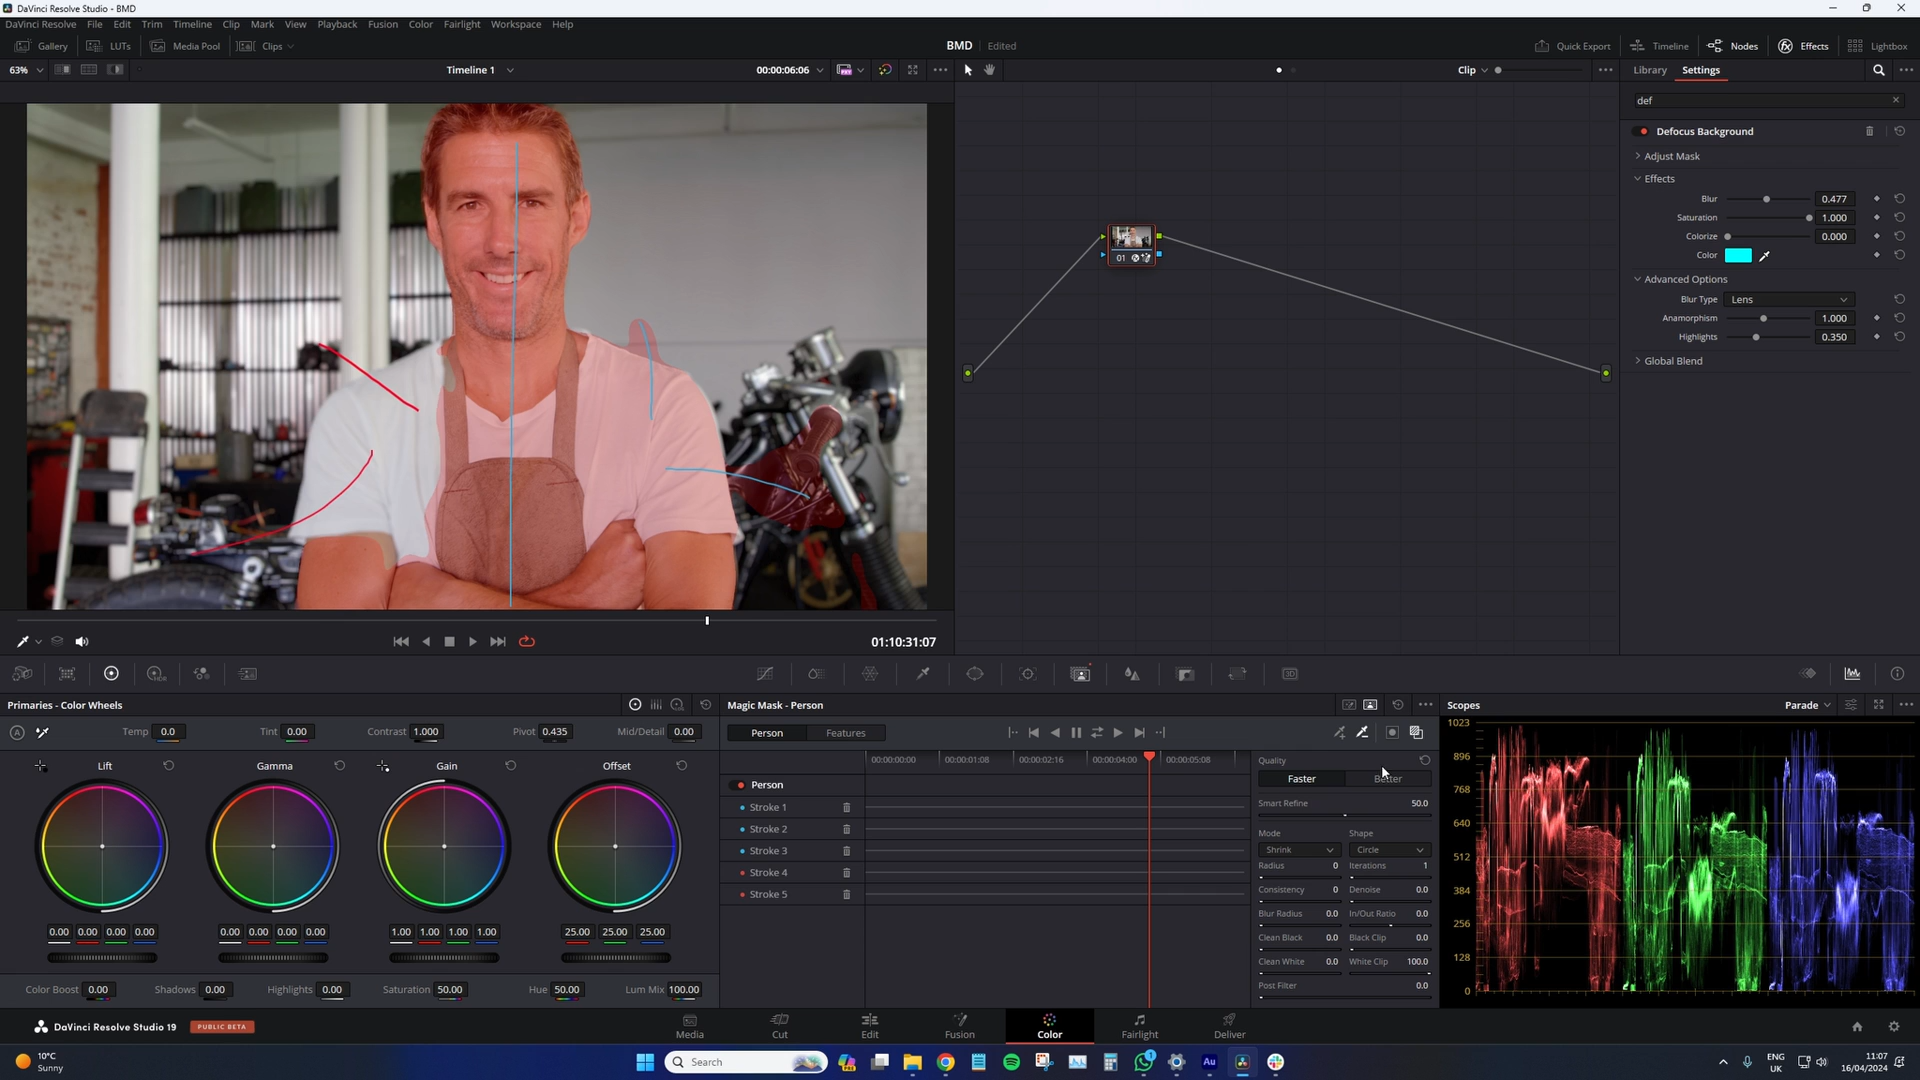 DaVinci Resolve Studio - BMD
DaVinci Resolve File Edit Trim Timeline Clip Mark View Playback Fusion Color Fairlight Workspace Help
Gallery LUTs Media Pool Clips BMD Edited Quick Export Timeline Nodes Effects Lightbox
63% Timeline 1 00:00:06:06 Clip Library Settings
def
Defocus Background
Adjust Mask
Effects
Blur 0.477
Saturation 1.000
Colorize 0.000
Color
Advanced Options
Blur Type Lens
Anamorphism 1.000
Highlights 0.350
Global Blend
01
01:10:31:07
Primaries - Color Wheels
Temp 0.0 Tint 0.00 Contrast 1.000 Pivot 0.435 Mid/Detail 0.00
Lift Gamma Gain Offset
0.00 0.00 0.00 0.00 0.00 0.00 0.00 0.00 1.00 1.00 1.00 1.00 25.00 25.00 25.00
Color Boost 0.00 Shadows 0.00 Highlights 0.00 Saturation 50.00 Hue 50.00 Lum Mix 100.00
Magic Mask - Person
Person Features
00:00:00:00 00:00:01:08 00:00:02:16 00:00:04:00 00:00:05:08
Person
Stroke 1
Stroke 2
Stroke 3
Stroke 4
Stroke 5
Quality
Faster Better
Smart Refine 50.0
Mode Shape
Shrink Circle
Radius 0 Iterations 1
Consistency 0 Denoise 0.0
Blur Radius 0.0 In/Out Ratio 0.0
Clean Black 0.0 Black Clip 0.0
Clean White 0.0 White Clip 100.0
Post Filter 0.0
Scopes Parade
1023
896
768
640
512
384
256
128
0
DaVinci Resolve Studio 19 PUBLIC BETA
Media Cut Edit Fusion Color Fairlight Deliver
10°C
Sunny
Search
3D
HDR
A
Au
1
ENG
UK
11:07
16/04/2024